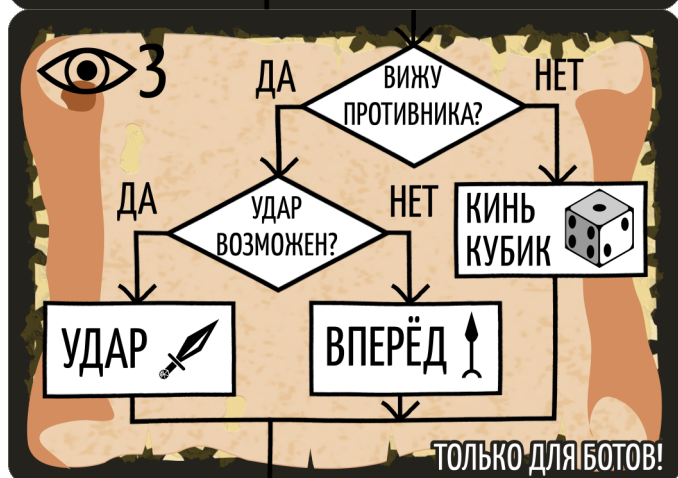 3
ДА
ВИЖУ
ПРОТИВНИКА?
НЕТ
ДА
УДАР
ВОЗМОЖЕН?
НЕТ
КИНЬ
КУБИК
УДАР
ВПЕРЁД
ТОЛЬКО ДЛЯ БОТОВ!